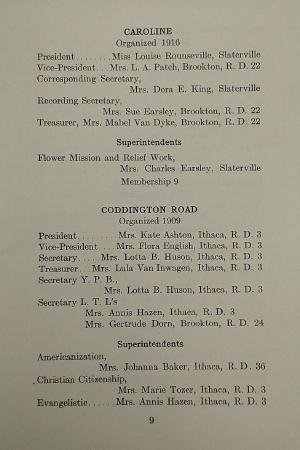 CAROLINE
Organized 1916
President........Miss Louise Rounseville, Slaterville
Vice-President...Mrs. L. A. Patch, Brookton, R. D. 22
Corresponding Secretary,
Mrs. Dora E. King, Slaterville
Recording Secretary,
Mrs. Sue Earsley, Brookton, R. D. 22
Treasurer, Mrs. Mabel Van Dyke, Brookton, R. D. 22
Superintendents
Flower Mission and Relief Work,
Mrs. Charles Earsley, Slaterville
Membership 9
CODDINGTON ROAD
Organized 1909
President.........Mrs. Kate Ashton, Ithaca, R. D. 3
Vice-President....Mrs. Flora English, Ithaca, R. D. 3
Secretary.....Mrs. Lotta B. Huson, Ithaca, R. D. 3
Treasurer...Mrs. Lula Van Inwagen, Ithaca, R. D. 3
Secretary Y. P. B.,
Mrs. Lotta B. Huson, Ithaca, R. D. 3
Secretary L. T. L's
Mrs. Annis Hazen, Ithaca, R. D. 3
Mrs. Gertrude Dorn, Brookton, R. D. 24
Superintendents
Americanization,
Mrs. Johanna Baker, Ithaca, R. D. 36
Christian Citizenship,
Mrs. Marie Tozer, Ithaca, R. D. 3
Evangelistic......Mrs. Annis Hazen, Ithaca, R. D. 3
9